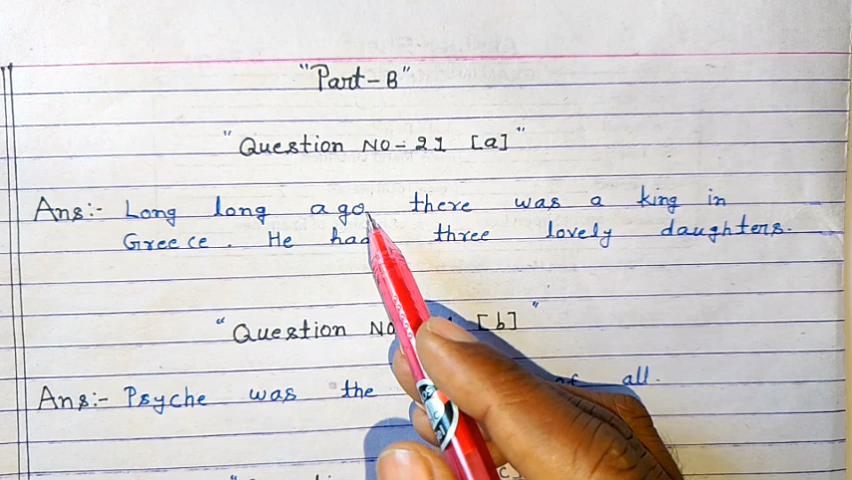 "Part-B"
"Question No-21 [a]"
Ans:- Long long ago there was a king in
Greece. He had three lovely daughters.
"Question No [b]"
Ans:- Psyche was the of all.